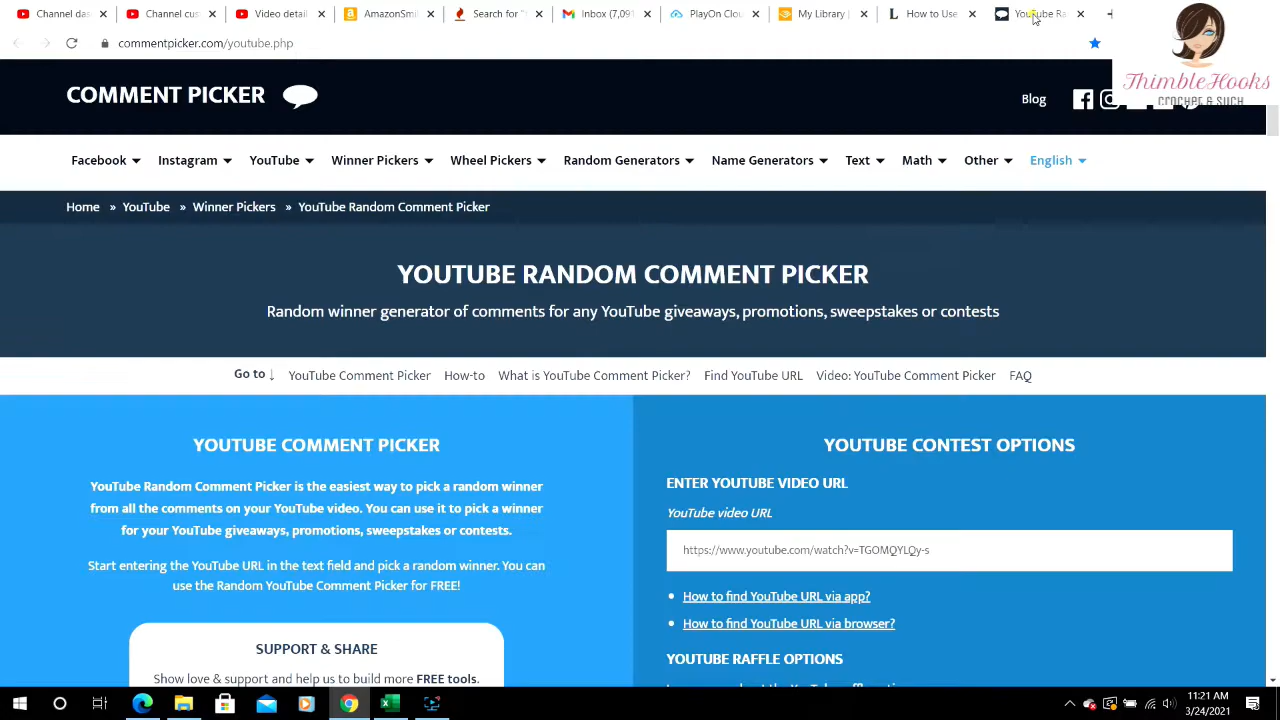 Channel das
Channel cus
Video detail
AmazonSmil
Search for "
Inbox (7,091
PlayOn Clou
My Library |
How to Use
YouTube Ra
commentpicker.com/youtube.php
ThimbleHooks
Crochet & Such
COMMENT PICKER
Blog
Facebook
Instagram
YouTube
Winner Pickers
Wheel Pickers
Random Generators
Name Generators
Text
Math
Other
English
Home » YouTube » Winner Pickers » YouTube Random Comment Picker
YOUTUBE RANDOM COMMENT PICKER
Random winner generator of comments for any YouTube giveaways, promotions, sweepstakes or contests
Go to ↓
YouTube Comment Picker
How-to
What is YouTube Comment Picker?
Find YouTube URL
Video: YouTube Comment Picker
FAQ
YOUTUBE COMMENT PICKER
YouTube Random Comment Picker is the easiest way to pick a random winner
from all the comments on your YouTube video. You can use it to pick a winner
for your YouTube giveaways, promotions, sweepstakes or contests.
Start entering the YouTube URL in the text field and pick a random winner. You can
use the Random YouTube Comment Picker for FREE!
SUPPORT & SHARE
Show love & support and help us to build more FREE tools.
YOUTUBE CONTEST OPTIONS
ENTER YOUTUBE VIDEO URL
YouTube video URL
https://www.youtube.com/watch?v=TGOMQYLQy-s
How to find YouTube URL via app?
How to find YouTube URL via browser?
YOUTUBE RAFFLE OPTIONS
11:21 AM
3/24/2021